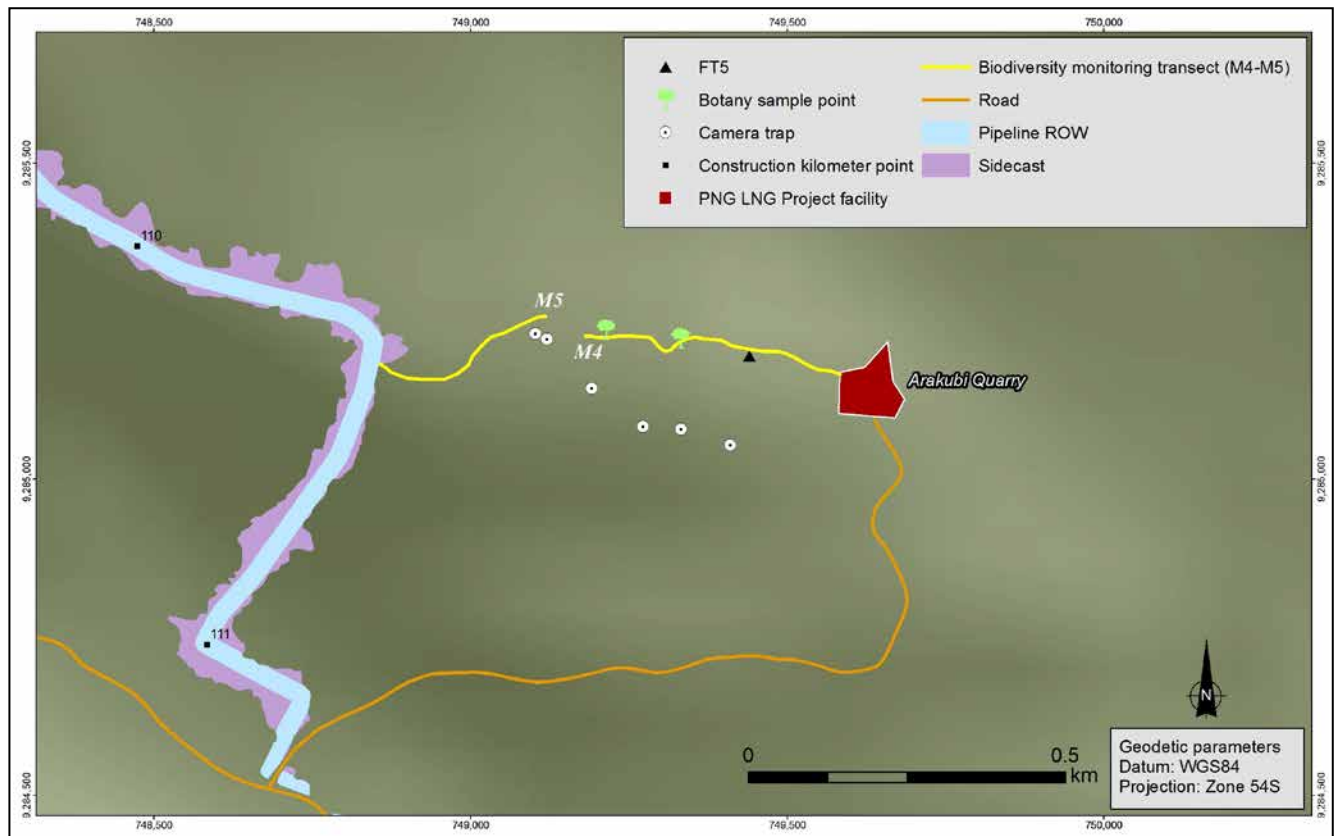 748,500 749,000 749,500 750,000
FT5
Botany sample point
Camera trap
Construction kilometer point
PNG LNG Project facility
Biodiversity monitoring transect (M4-M5)
Road
Pipeline ROW
Sidecast
9,285,500 9,285,500
110
M5
M4
Arakubi Quarry
9,285,000 9,285,000
111
N
0 0.5
km
Geodetic parameters
Datum: WGS84
Projection: Zone 54S
9,284,500 9,284,500
748,500 749,000 749,500 750,000